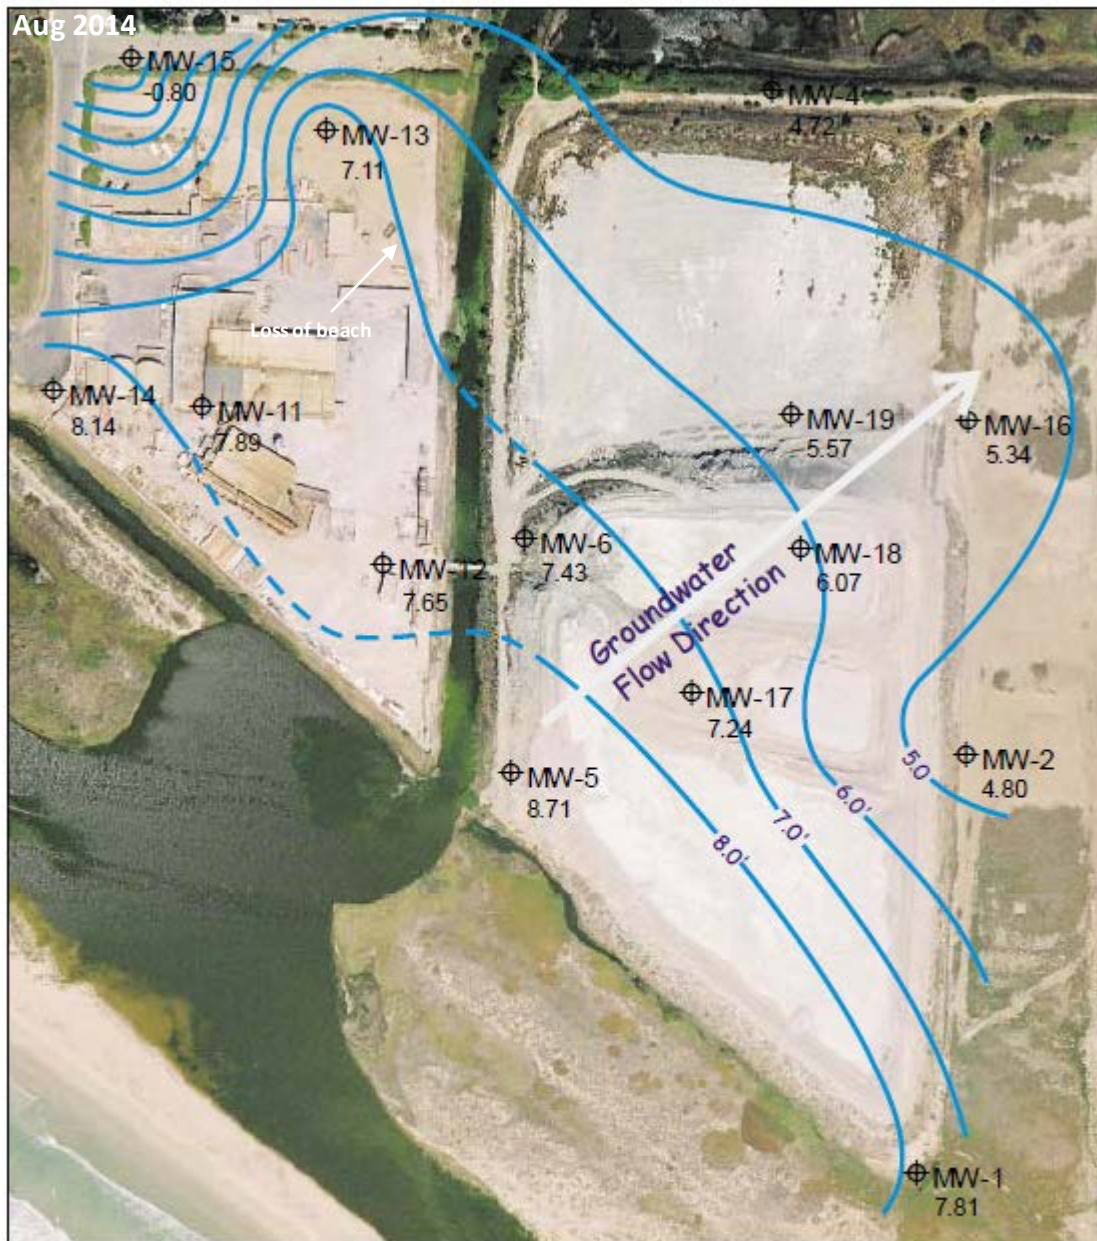 Aug 2014
MW-15
-0.80
MW-4
4.72
MW-13
7.11
Loss of beach
MW-14
8.14
MW-11
7.89
MW-19
5.57
MW-16
5.34
MW-12
7.65
MW-6
7.43
MW-18
6.07
Groundwater
Flow Direction
MW-17
7.24
MW-5
8.71
MW-2
4.80
5.0
6.0'
7.0'
8.0'
MW-1
7.81